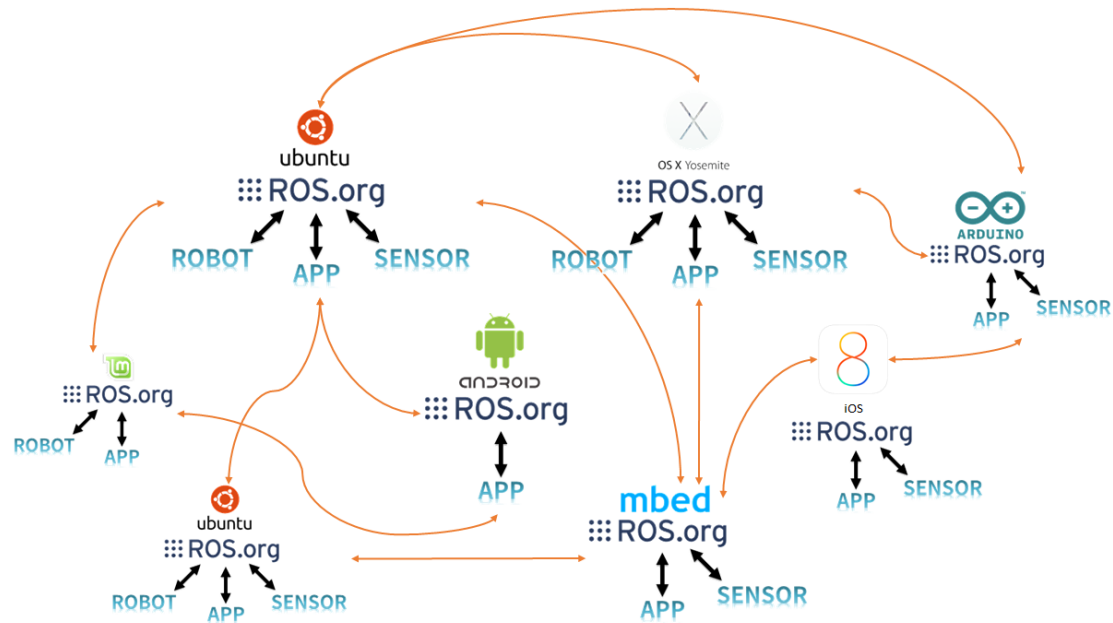 ubuntu
ROS.org
ROBOT
APP
SENSOR
OS X Yosemite
ROS.org
ROBOT
APP
SENSOR
ARDUINO
ROS.org
APP
SENSOR
lm
ROS.org
ROBOT
APP
ANDROID
ROS.org
APP
8
iOS
ROS.org
APP
SENSOR
ubuntu
ROS.org
ROBOT
APP
SENSOR
mbed
ROS.org
APP
SENSOR